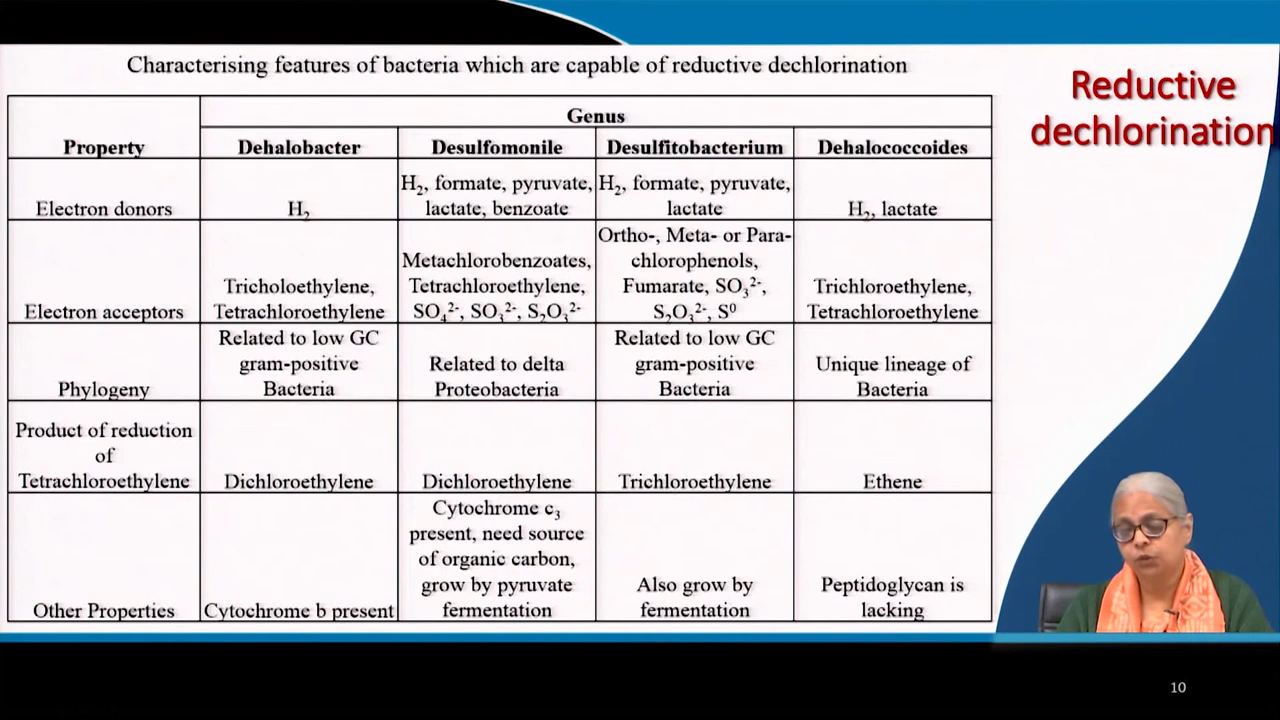 Characterising features of bacteria which are capable of reductive dechlorination
Reductive
dechlorination
Genus
Property
Dehalobacter
Desulfomonile
Desulfitobacterium
Dehalococcoides
Electron donors
H₂
H₂, formate, pyruvate,
lactate, benzoate
H₂, formate, pyruvate,
lactate
H₂, lactate
Electron acceptors
Tricholoethylene,
Tetrachloroethylene
Metachlorobenzoates,
Tetrachloroethylene,
SO₄²⁻, SO₃²⁻, S₂O₃²⁻
Ortho-, Meta- or Para-
chlorophenols,
Fumarate, SO₃²⁻,
S₂O₃²⁻, S⁰
Trichloroethylene,
Tetrachloroethylene
Phylogeny
Related to low GC
gram-positive
Bacteria
Related to delta
Proteobacteria
Related to low GC
gram-positive
Bacteria
Unique lineage of
Bacteria
Product of reduction
of
Tetrachloroethylene
Dichloroethylene
Dichloroethylene
Trichloroethylene
Ethene
Other Properties
Cytochrome b present
Cytochrome c₃
present, need source
of organic carbon,
grow by pyruvate
fermentation
Also grow by
fermentation
Peptidoglycan is
lacking
10